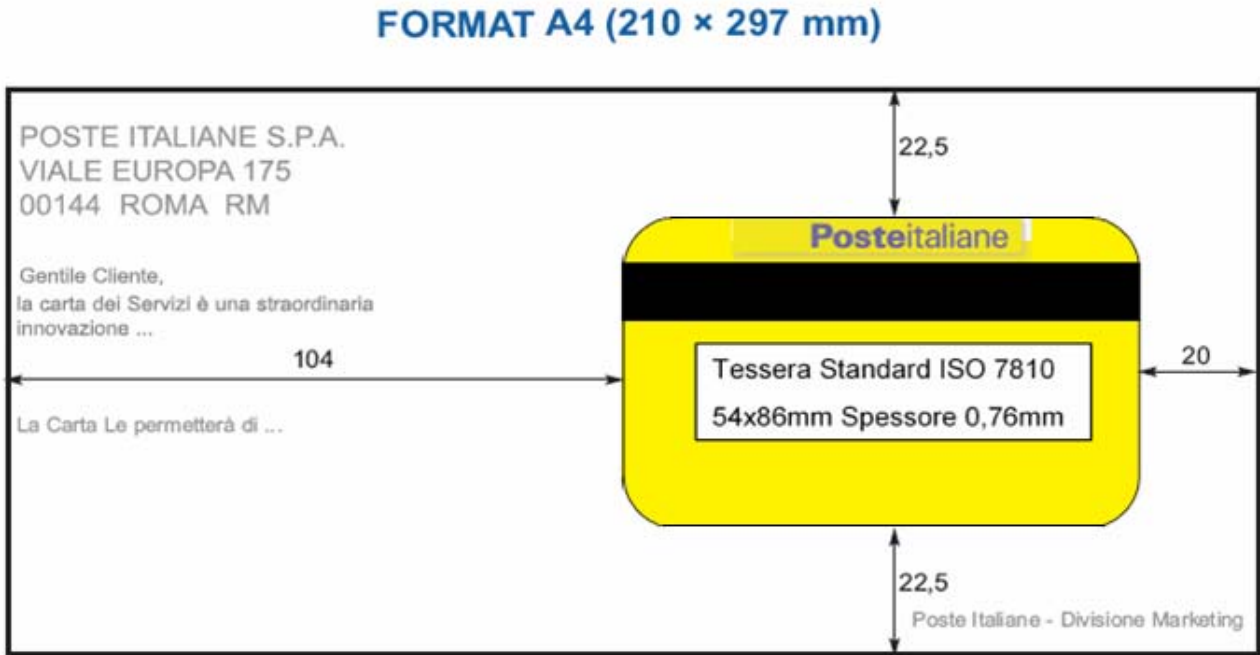 FORMAT A4 (210 × 297 mm)
POSTE ITALIANE S.P.A.
VIALE EUROPA 175
00144 ROMA RM
22,5
Posteitaliane
Gentile Cliente,
la carta dei Servizi è una straordinaria
innovazione ...
104
Tessera Standard ISO 7810
54x86mm Spessore 0,76mm
20
La Carta Le permetterà di ...
22,5
Poste Italiane - Divisione Marketing